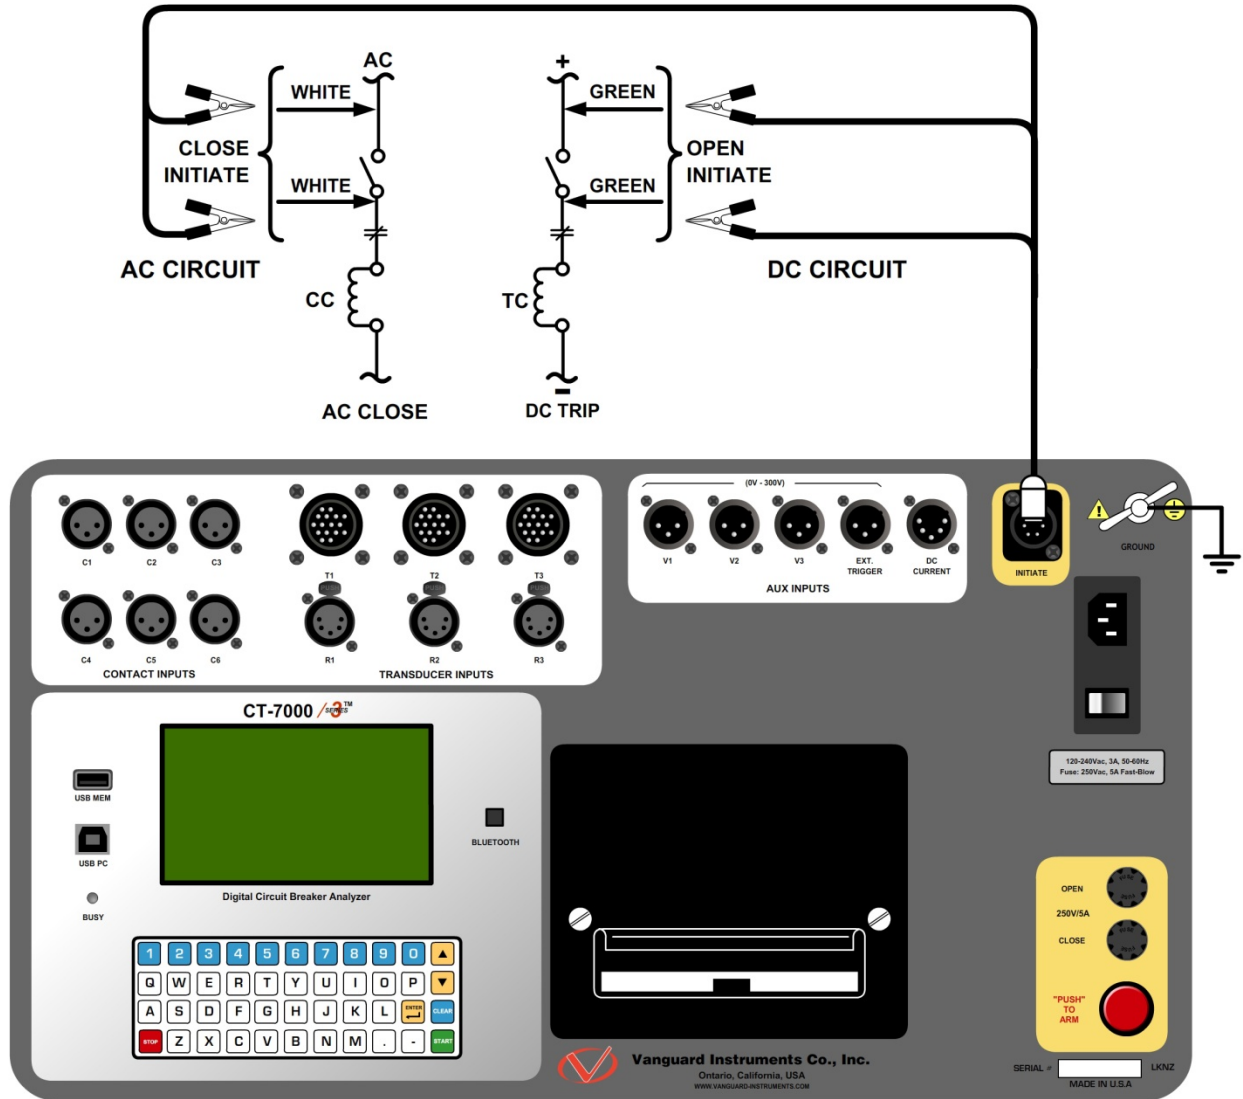 AC
+
WHITE
GREEN
CLOSE
INITIATE
OPEN
INITIATE
WHITE
GREEN
AC CIRCUIT
DC CIRCUIT
CC
TC
-
AC CLOSE
DC TRIP
(0V - 300V)
C1
C2
C3
T1
T2
T3
V1
V2
V3
EXT.
TRIGGER
DC
CURRENT
AUX INPUTS
INITIATE
GROUND
C4
C5
C6
R1
R2
R3
CONTACT INPUTS
TRANSDUCER INPUTS
CT-7000 /3 SERIES™
USB MEM
USB PC
BUSY
BLUETOOTH
Digital Circuit Breaker Analyzer
120-240Vac, 3A, 50-60Hz
Fuse: 250Vac, 5A Fast-Blow
OPEN
250V/5A
CLOSE
"PUSH"
TO
ARM
1 2 3 4 5 6 7 8 9 0 ▲
Q W E R T Y U I O P ▼
A S D F G H J K L ENTER CLEAR
STOP Z X C V B N M . - START
Vanguard Instruments Co., Inc.
Ontario, California, USA
WWW.VANGUARD-INSTRUMENTS.COM
SERIAL # LKNZ
MADE IN U.S.A